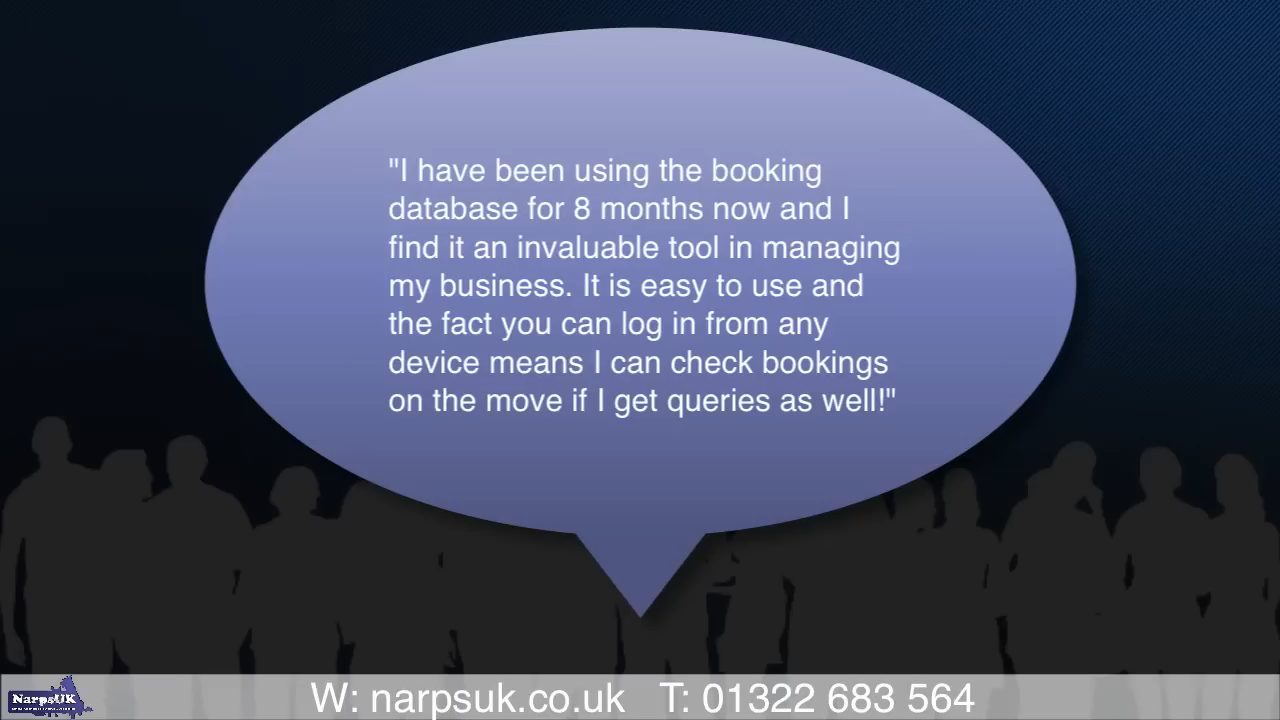 "I have been using the booking
database for 8 months now and I
find it an invaluable tool in managing
my business. It is easy to use and
the fact you can log in from any
device means I can check bookings
on the move if I get queries as well!"
NarpsUK
W: narpsuk.co.uk T: 01322 683 564